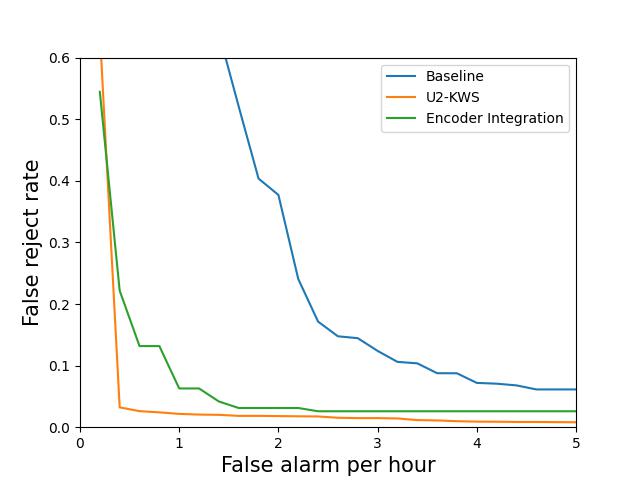 0.6
0.5
0.4
0.3
0.2
0.1
0.0
0
1
2
3
4
5
False reject rate
False alarm per hour
Baseline
U2-KWS
Encoder Integration